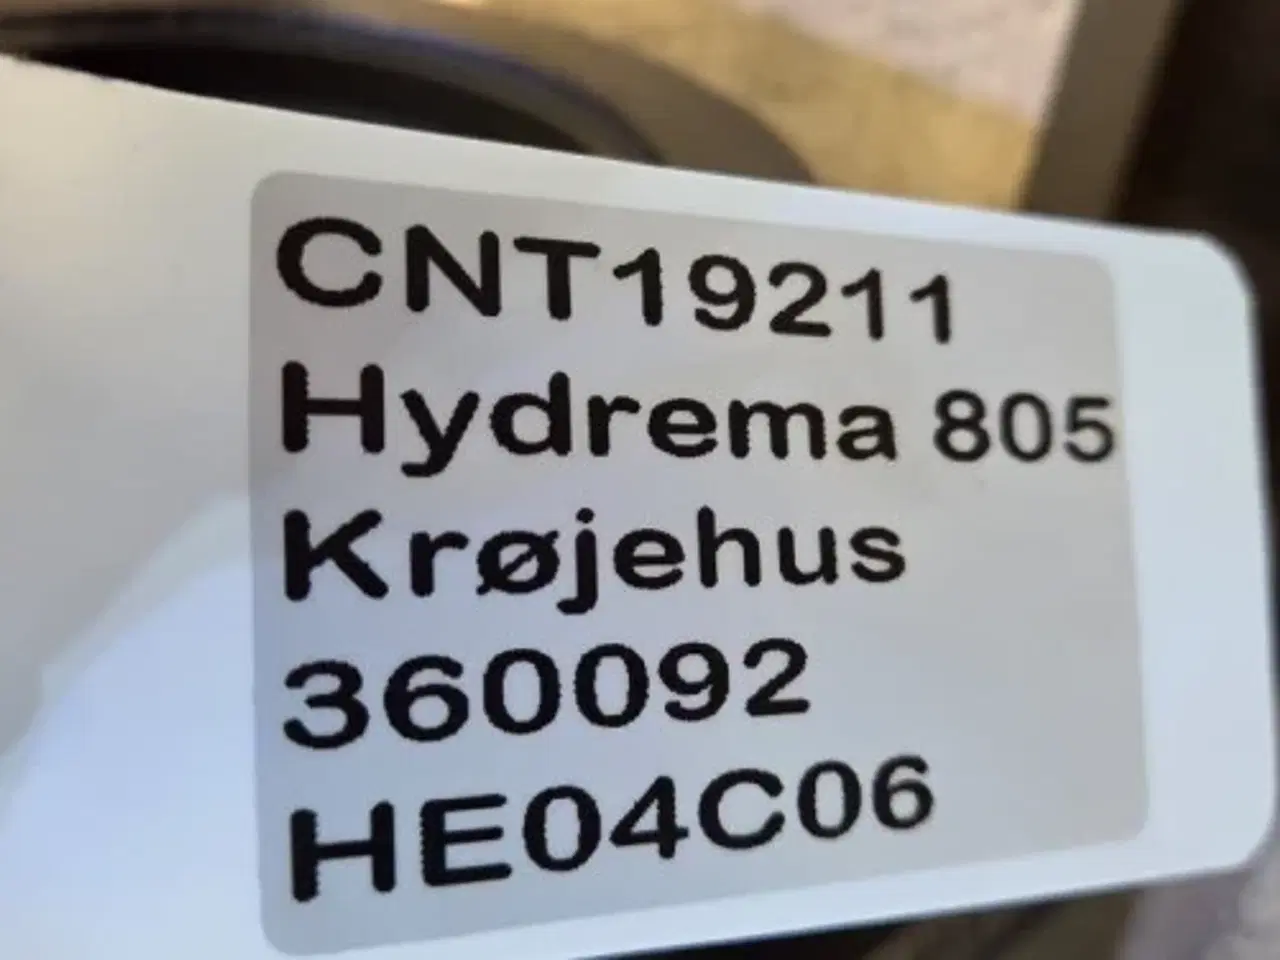 CNT19211
Hydrema 805
Krøjehus
360092
HE04C06